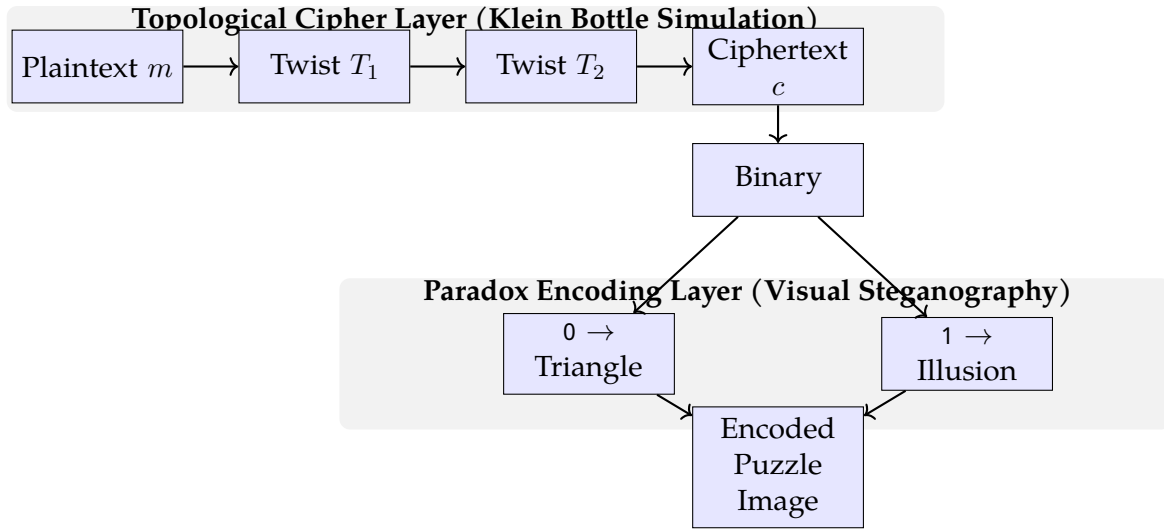 Topological Cipher Layer (Klein Bottle Simulation)
Plaintext m
Twist T₁
Twist T₂
Ciphertext
c
Binary
Paradox Encoding Layer (Visual Steganography)
0 →
Triangle
1 →
Illusion
Encoded
Puzzle
Image